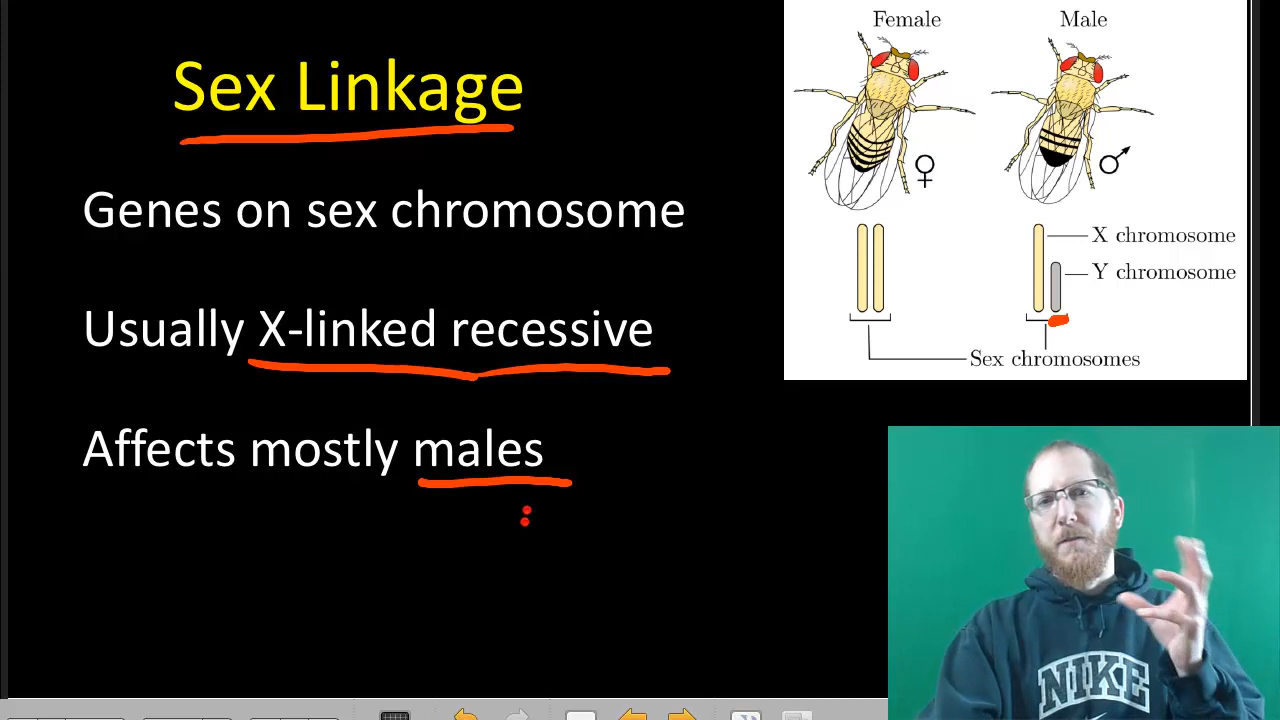 Sex Linkage
Genes on sex chromosome
Usually X-linked recessive
Affects mostly males
Female
Male
♀
♂
X chromosome
Y chromosome
Sex chromosomes
NIKE